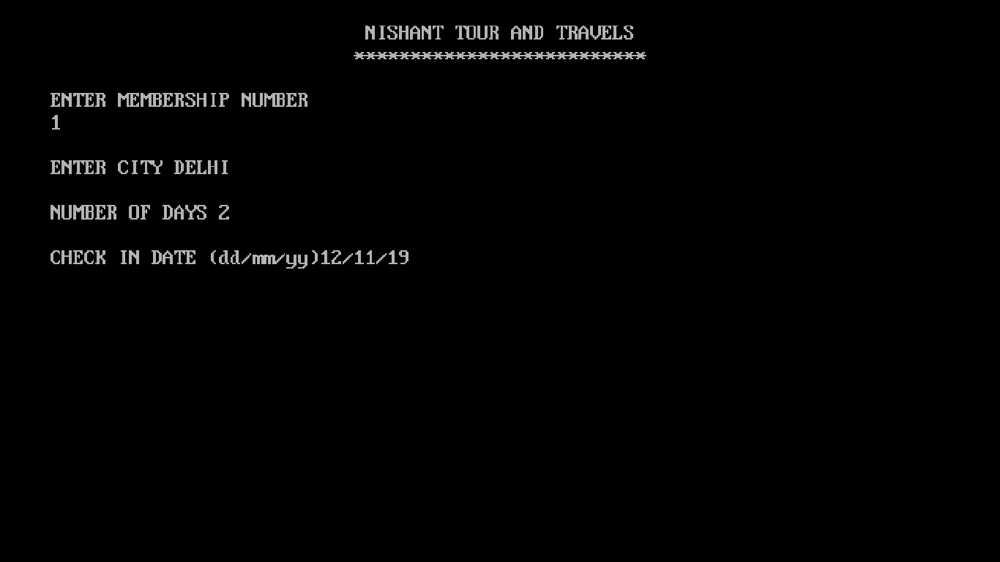 NISHANT TOUR AND TRAVELS
**************************
ENTER MEMBERSHIP NUMBER
1
ENTER CITY DELHI
NUMBER OF DAYS 2
CHECK IN DATE (dd/mm/yy)12/11/19